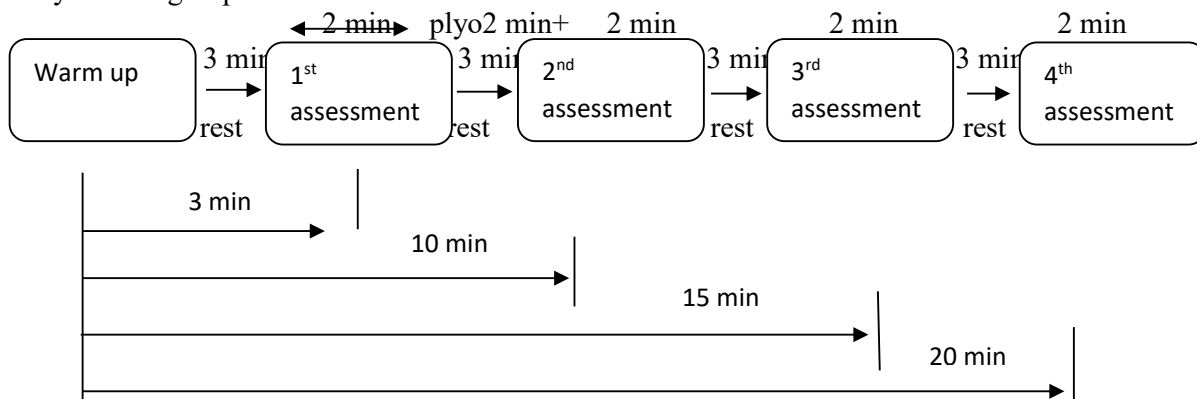 2 min plyo2 min+ 2 min 2 min 2 min
Warm up
3 min
rest
1st
assessment
3 min
rest
2nd
assessment
3 min
rest
3rd
assessment
3 min
rest
4th
assessment
3 min
10 min
15 min
20 min